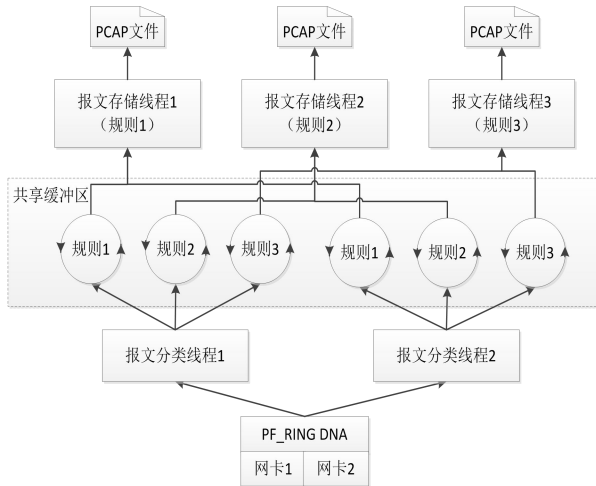 PCAP文件
PCAP文件
PCAP文件
报文存储线程1
（规则1）
报文存储线程2
（规则2）
报文存储线程3
（规则3）
共享缓冲区
规则1
规则2
规则3
规则1
规则2
规则3
报文分类线程1
报文分类线程2
PF_RING DNA
网卡1
网卡2